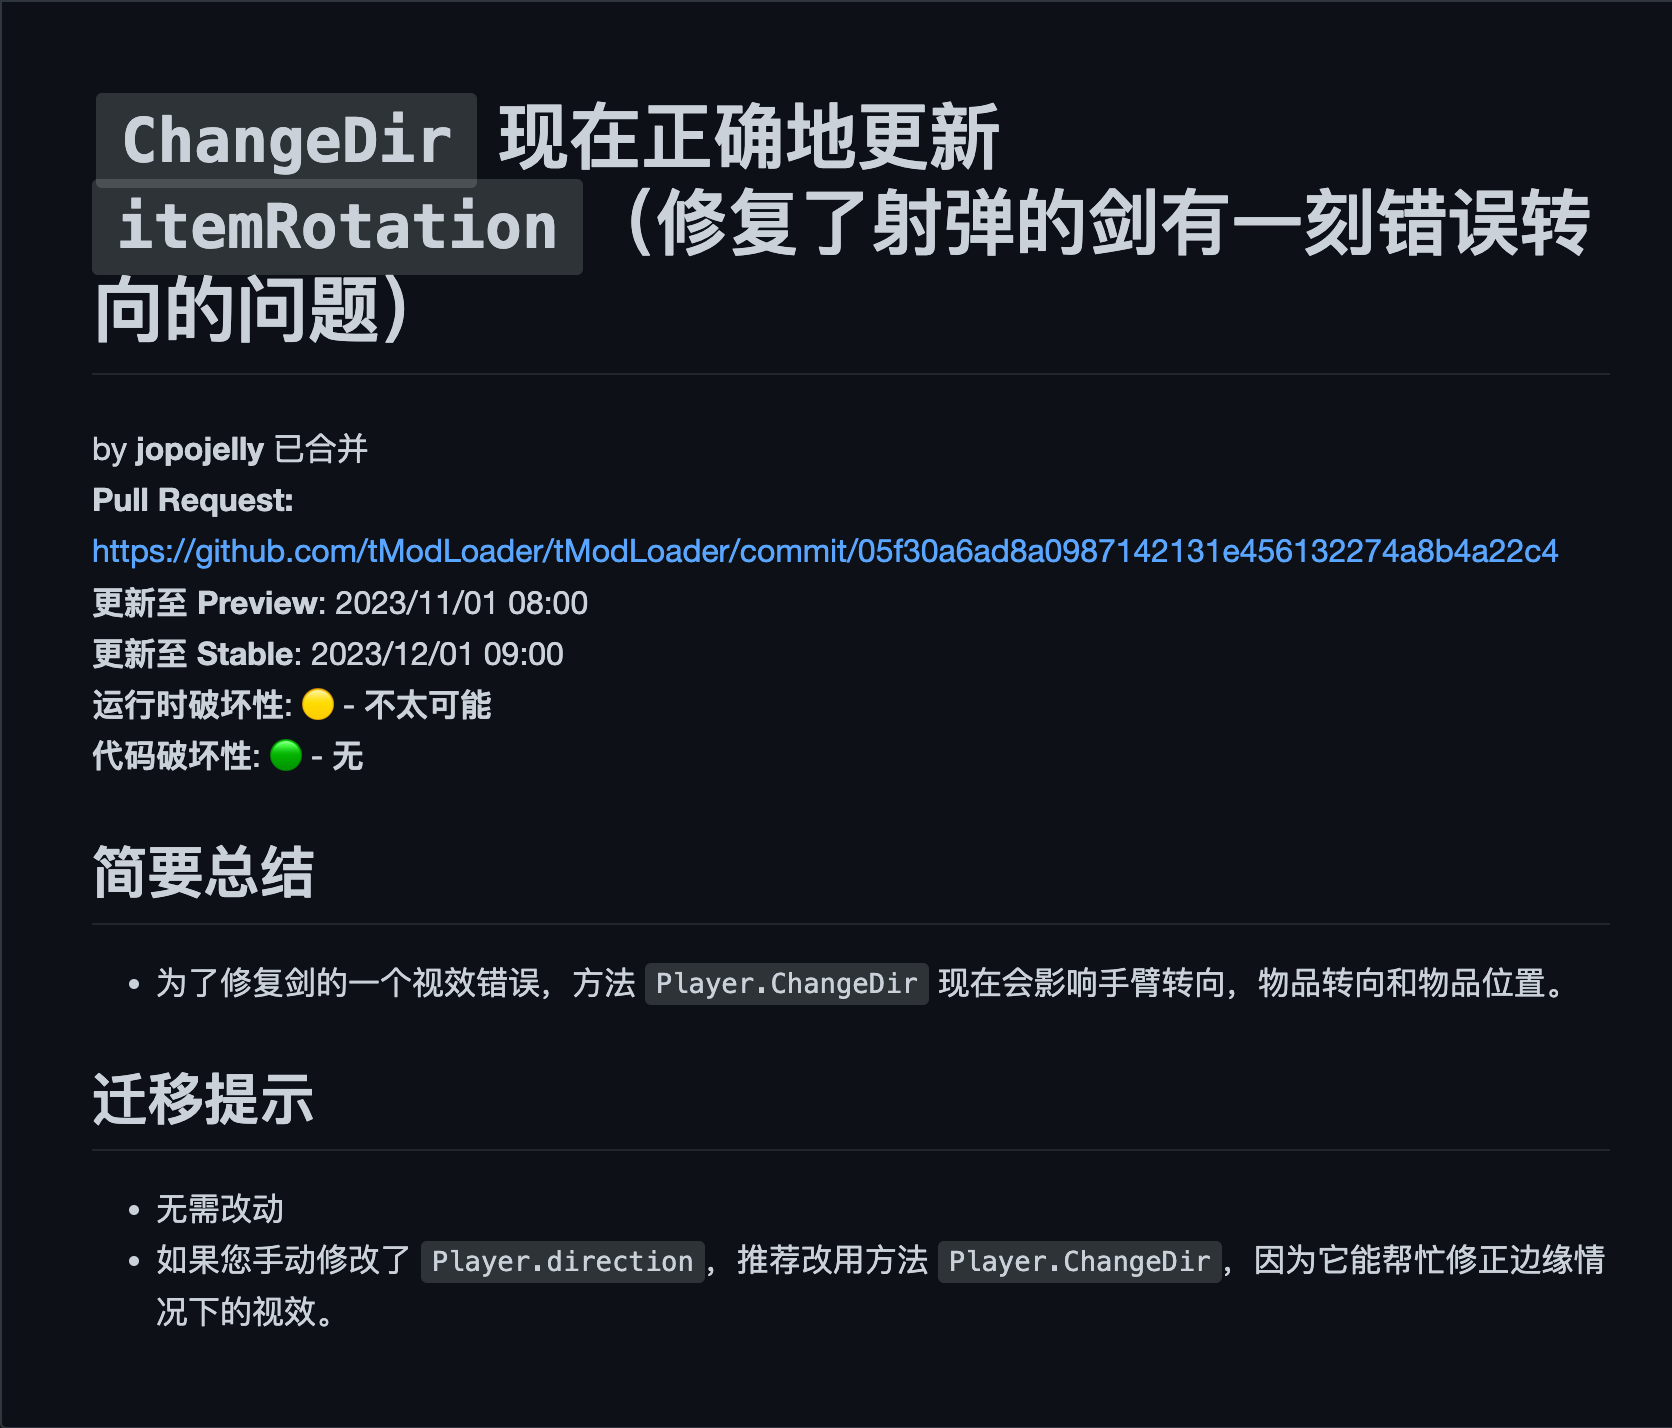 ChangeDir 现在正确地更新
itemRotation（修复了射弹的剑有一刻错误转
向的问题）
by jopojelly 已合并
Pull Request:
https://github.com/tModLoader/tModLoader/commit/05f30a6ad8a0987142131e456132274a8b4a22c4
更新至 Preview: 2023/11/01 08:00
更新至 Stable: 2023/12/01 09:00
运行时破坏性: 🟡 - 不太可能
代码破坏性: 🟢 - 无
简要总结
• 为了修复剑的一个视效错误，方法 Player.ChangeDir 现在会影响手臂转向，物品转向和物品位置。
迁移提示
• 无需改动
• 如果您手动修改了 Player.direction，推荐改用方法 Player.ChangeDir，因为它能帮忙修正边缘情
况下的视效。